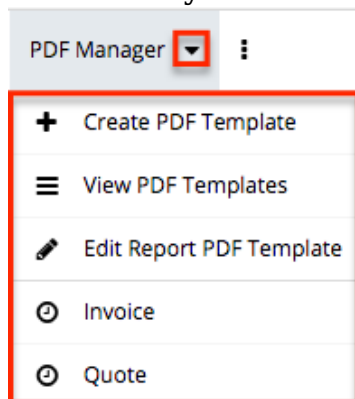 PDF Manager
Create PDF Template
View PDF Templates
Edit Report PDF Template
Invoice
Quote